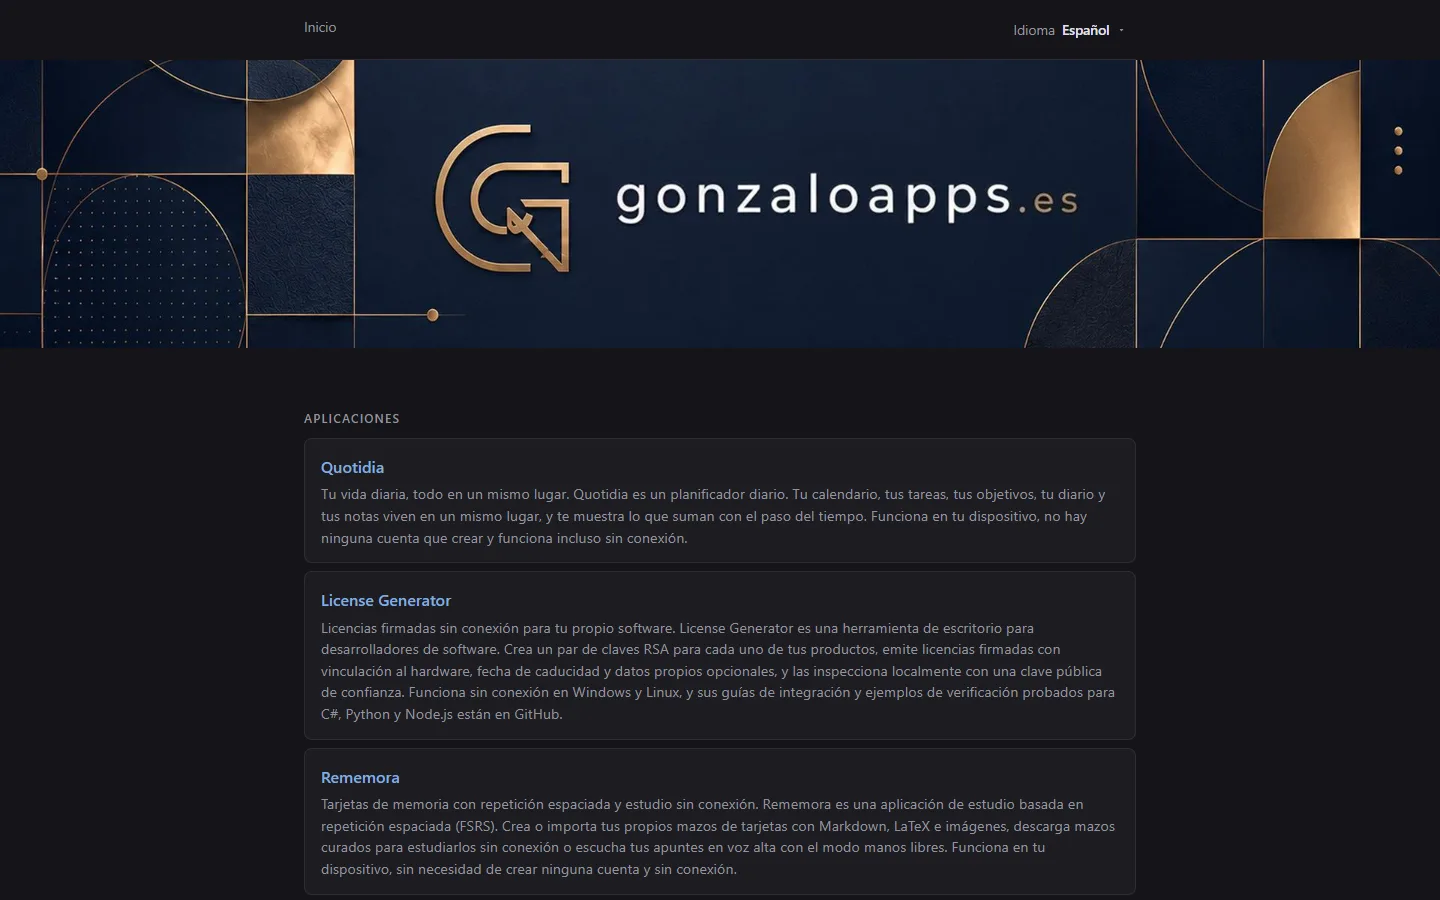 Inicio
Idioma Español
gonzaloapps.es
APLICACIONES
Quotidia
Tu vida diaria, todo en un mismo lugar. Quotidia es un planificador diario. Tu calendario, tus tareas, tus objetivos, tu diario y
tus notas viven en un mismo lugar, y te muestra lo que suman con el paso del tiempo. Funciona en tu dispositivo, no hay
ninguna cuenta que crear y funciona incluso sin conexión.
License Generator
Licencias firmadas sin conexión para tu propio software. License Generator es una herramienta de escritorio para
desarrolladores de software. Crea un par de claves RSA para cada uno de tus productos, emite licencias firmadas con
vinculación al hardware, fecha de caducidad y datos propios opcionales, y las inspecciona localmente con una clave pública
de confianza. Funciona sin conexión en Windows y Linux, y sus guías de integración y ejemplos de verificación probados para
C#, Python y Node.js están en GitHub.
Rememora
Tarjetas de memoria con repetición espaciada y estudio sin conexión. Rememora es una aplicación de estudio basada en
repetición espaciada (FSRS). Crea o importa tus propios mazos de tarjetas con Markdown, LaTeX e imágenes, descarga mazos
curados para estudiarlos sin conexión o escucha tus apuntes en voz alta con el modo manos libres. Funciona en tu
dispositivo, sin necesidad de crear ninguna cuenta y sin conexión.